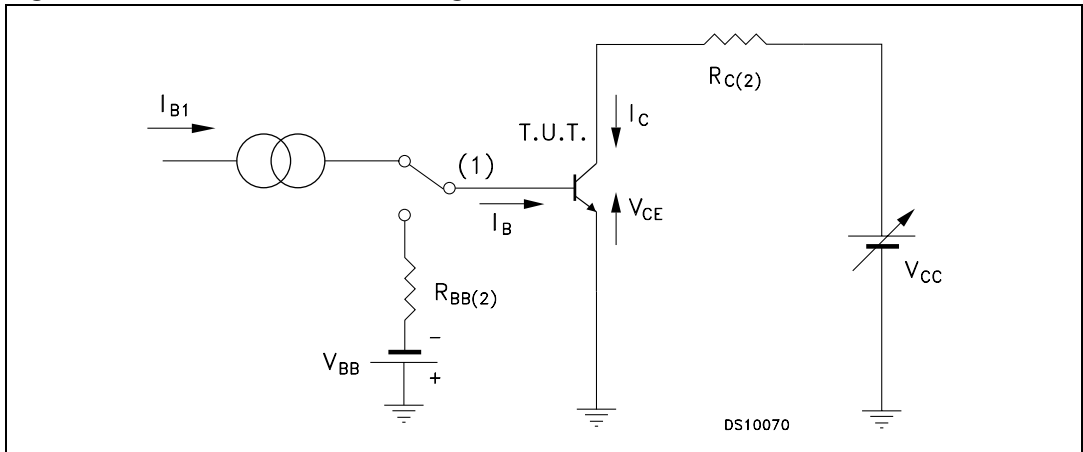 R_C(2)
I_B1
I_C
T.U.T.
(1)
V_CE
I_B
V_CC
R_BB(2)
−
V_BB
+
DS10070